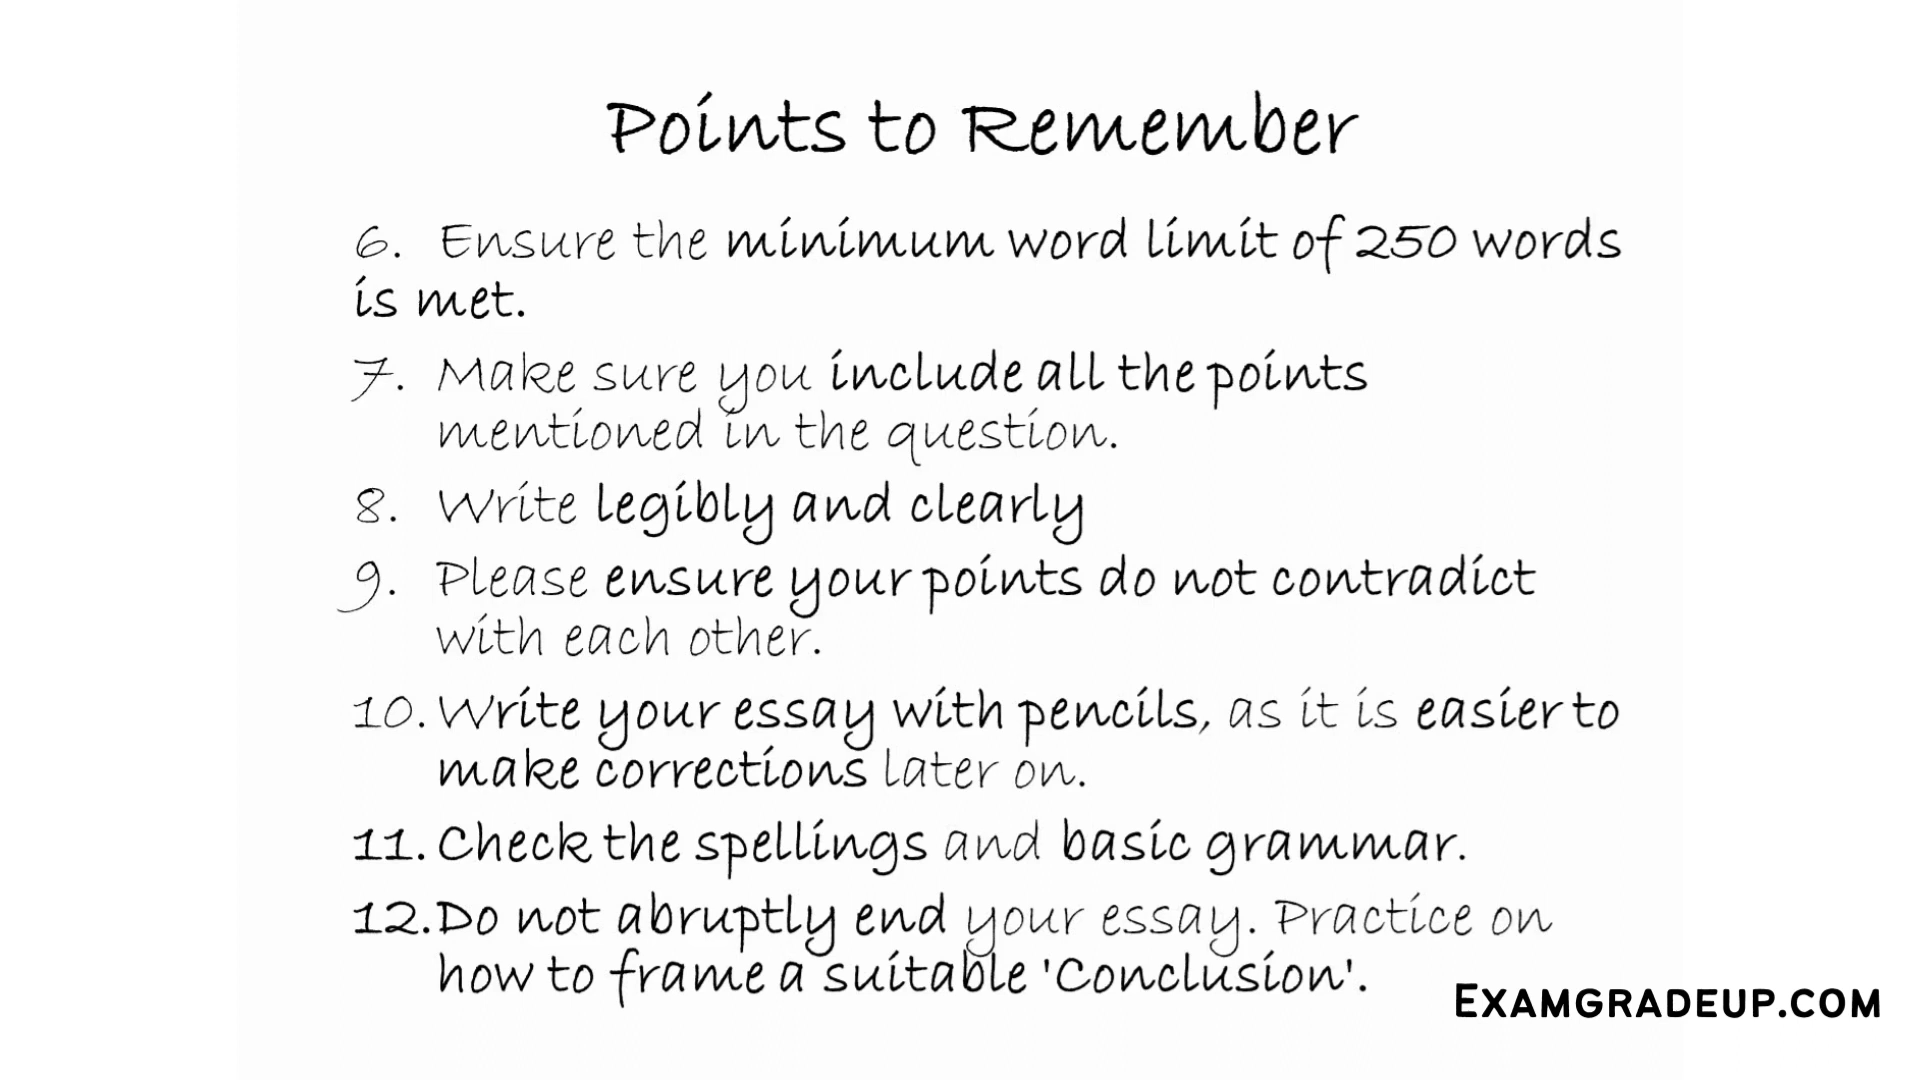 Points to Remember
6. Ensure the minimum word limit of 250 words
is met.
7. Make sure you include all the points
mentioned in the question.
8. Write legibly and clearly
9. Please ensure your points do not contradict
with each other.
10. Write your essay with pencils, as it is easier to
make corrections later on.
11. Check the spellings and basic grammar.
12. Do not abruptly end your essay. Practice on
how to frame a suitable 'Conclusion'.
EXAMGRADEUP.COM